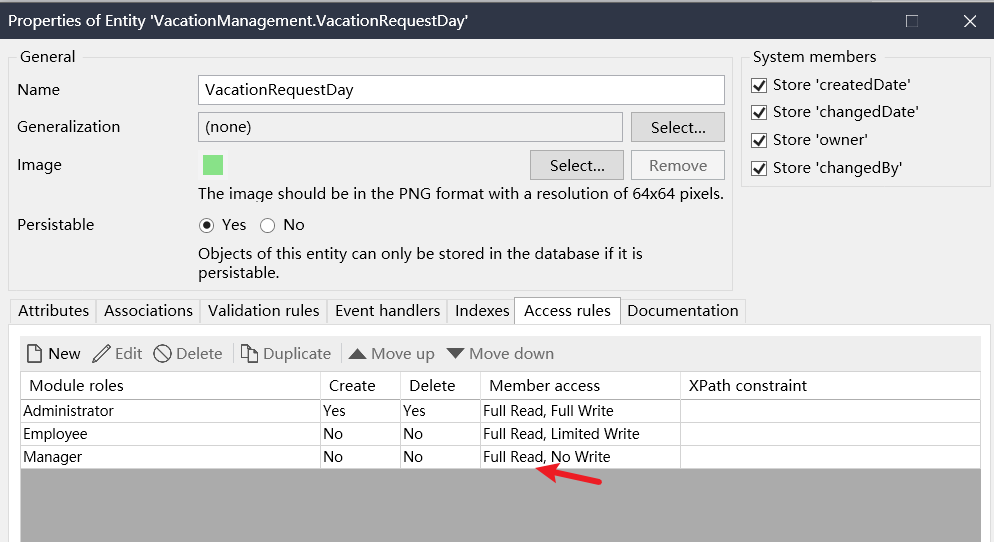 Properties of Entity 'VacationManagement.VacationRequestDay'
General
Name VacationRequestDay
Generalization (none) Select...
Image Select... Remove
The image should be in the PNG format with a resolution of 64x64 pixels.
Persistable Yes No
Objects of this entity can only be stored in the database if it is
persistable.
System members
Store 'createdDate'
Store 'changedDate'
Store 'owner'
Store 'changedBy'
Attributes Associations Validation rules Event handlers Indexes Access rules Documentation
New Edit Delete Duplicate Move up Move down
Module roles Create Delete Member access XPath constraint
Administrator Yes Yes Full Read, Full Write
Employee No No Full Read, Limited Write
Manager No No Full Read, No Write